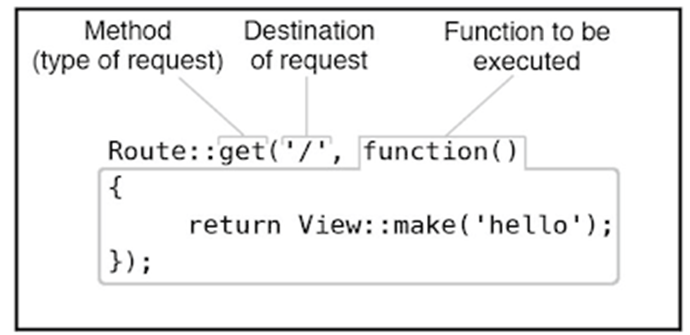 Method
(type of request)
Destination
of request
Function to be
executed
Route::get('/', function()
{
return View::make('hello');
});